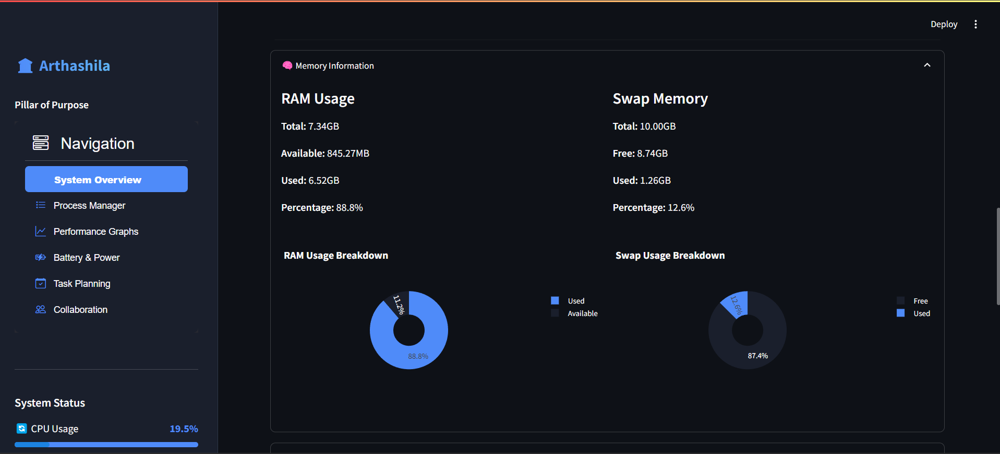 Deploy
Arthashila
Pillar of Purpose
Navigation
System Overview
Process Manager
Performance Graphs
Battery & Power
Task Planning
Collaboration
System Status
CPU Usage 19.5%
Memory Information
RAM Usage
Total: 7.34GB
Available: 845.27MB
Used: 6.52GB
Percentage: 88.8%
RAM Usage Breakdown
11.2%
88.8%
Used
Available
Swap Memory
Total: 10.00GB
Free: 8.74GB
Used: 1.26GB
Percentage: 12.6%
Swap Usage Breakdown
12.6%
87.4%
Free
Used